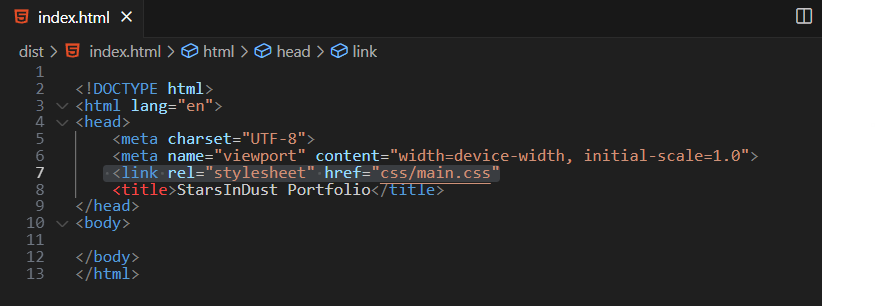 index.html ×
dist > index.html > html > head > link
1
2 <!DOCTYPE html>
3 <html lang="en">
4 <head>
5 <meta charset="UTF-8">
6 <meta name="viewport" content="width=device-width, initial-scale=1.0">
7 <link rel="stylesheet" href="css/main.css"
8 <title>StarsInDust Portfolio</title>
9 </head>
10 <body>
11
12 </body>
13 </html>